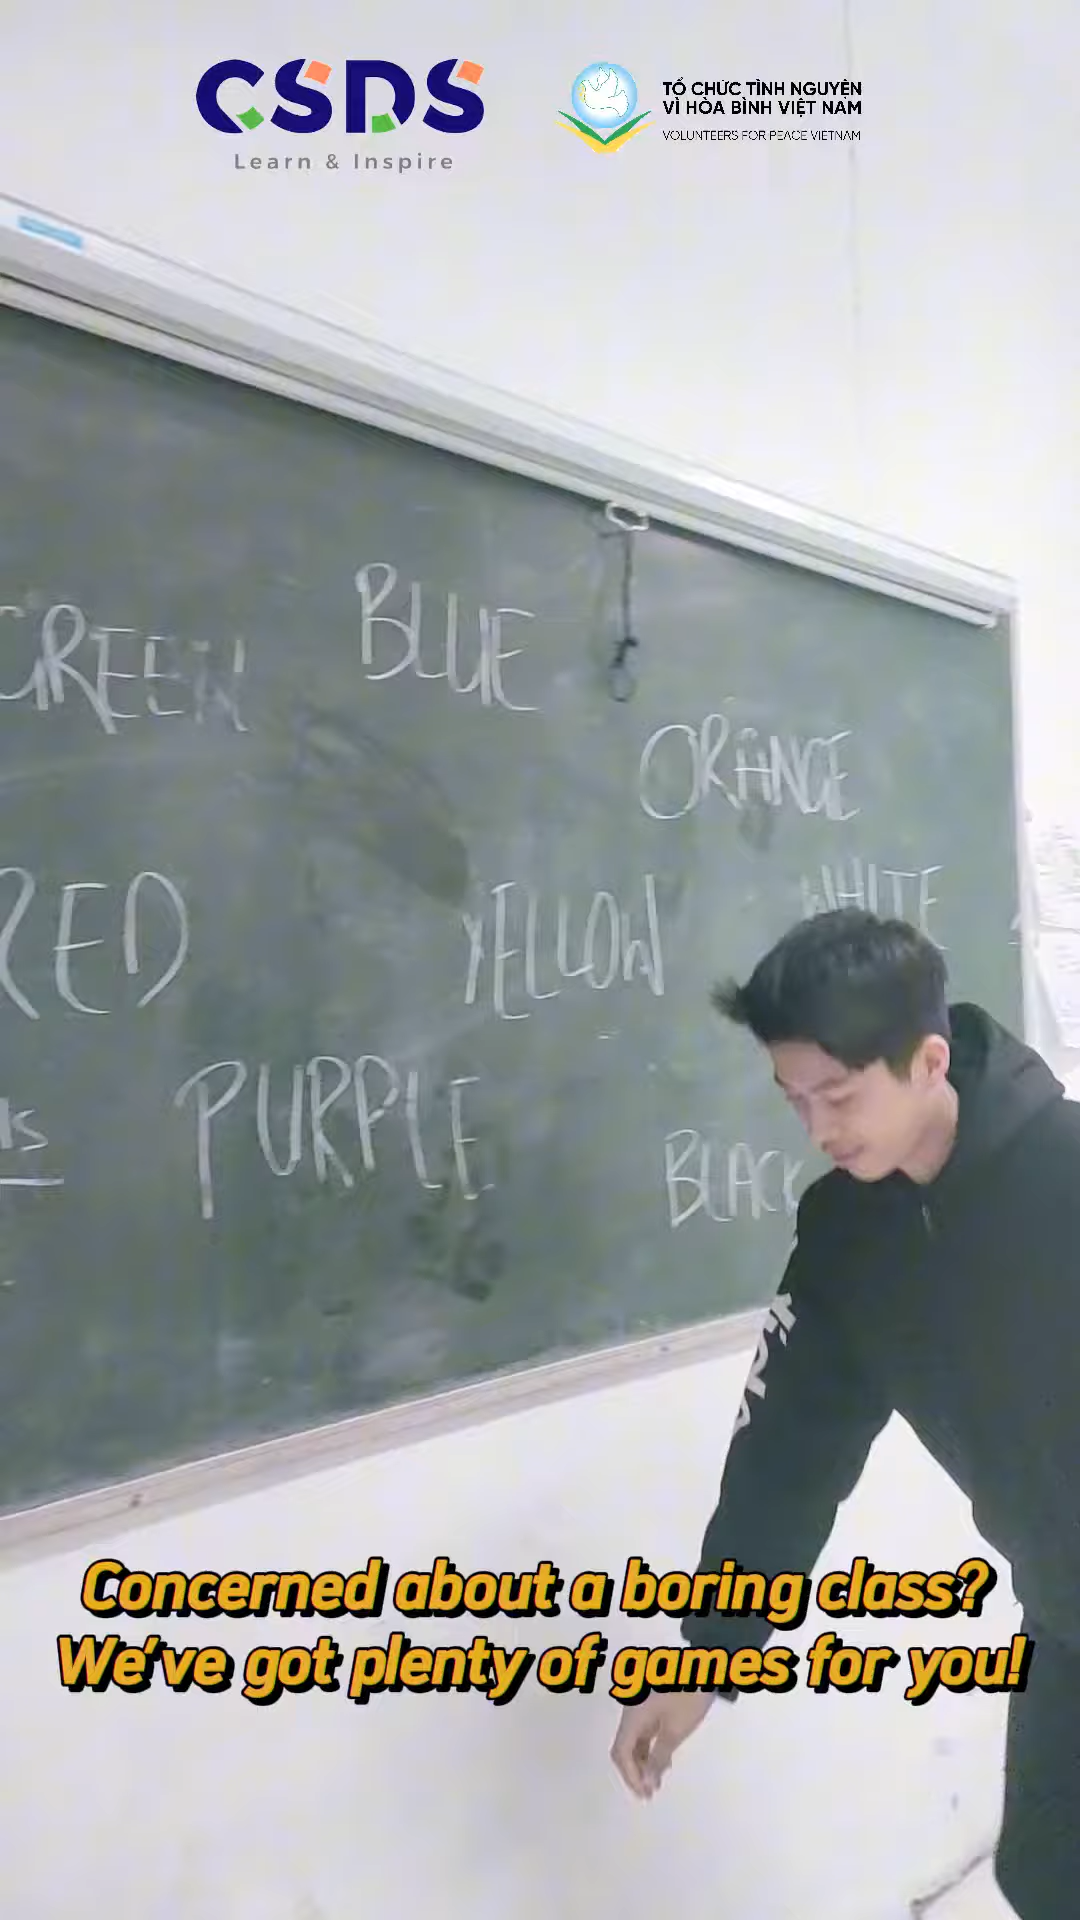 CSDS
Learn & Inspire
TỔ CHỨC TÌNH NGUYỆN
VÌ HÒA BÌNH VIỆT NAM
VOLUNTEERS FOR PEACE VIETNAM
GREEN
BLUE
ORANGE
RED
YELLOW
WHITE
PURPLE
BLACK
Concerned about a boring class?
We've got plenty of games for you!